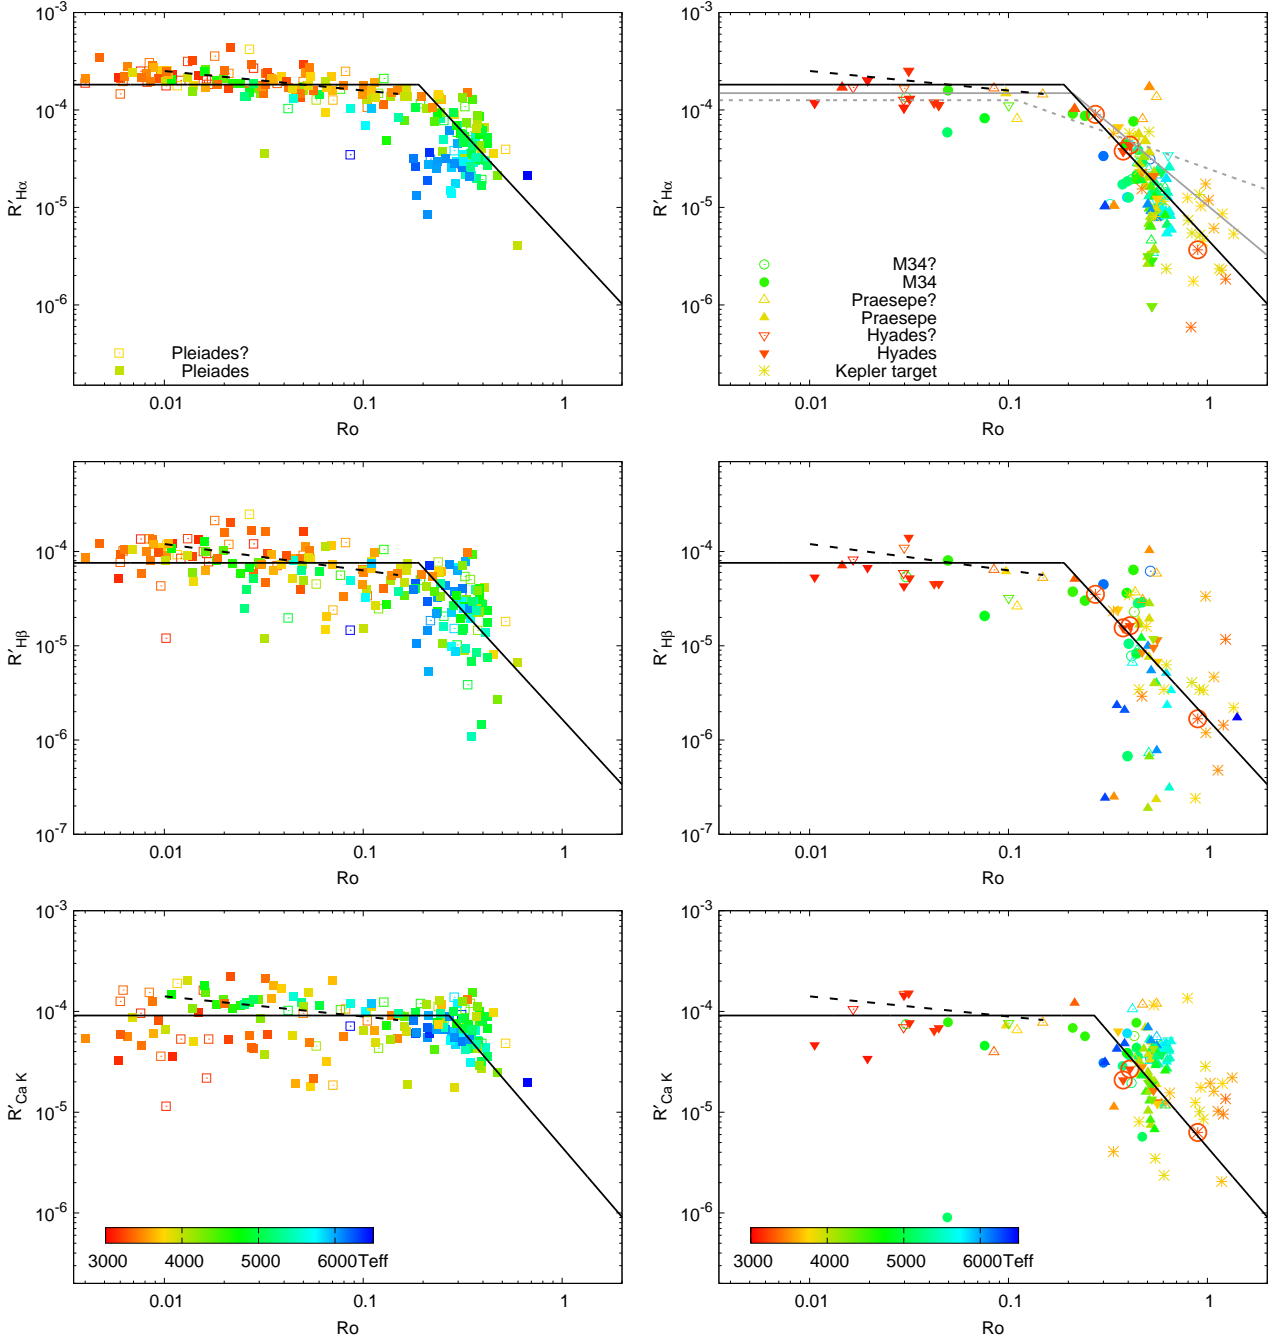 10-3
10-4
10-5
10-6
R′Hα
Pleiades?
Pleiades
0.01
0.1
1
Ro
10-3
10-4
10-5
10-6
R′Hα
M34?
M34
Praesepe?
Praesepe
Hyades?
Hyades
Kepler target
0.01
0.1
1
Ro
10-4
10-5
10-6
10-7
R′Hβ
0.01
0.1
1
Ro
10-4
10-5
10-6
10-7
R′Hβ
0.01
0.1
1
Ro
10-3
10-4
10-5
10-6
R′Ca K
3000 4000 5000 6000Teff
0.01
0.1
1
Ro
10-3
10-4
10-5
10-6
R′Ca K
3000 4000 5000 6000Teff
0.01
0.1
1
Ro